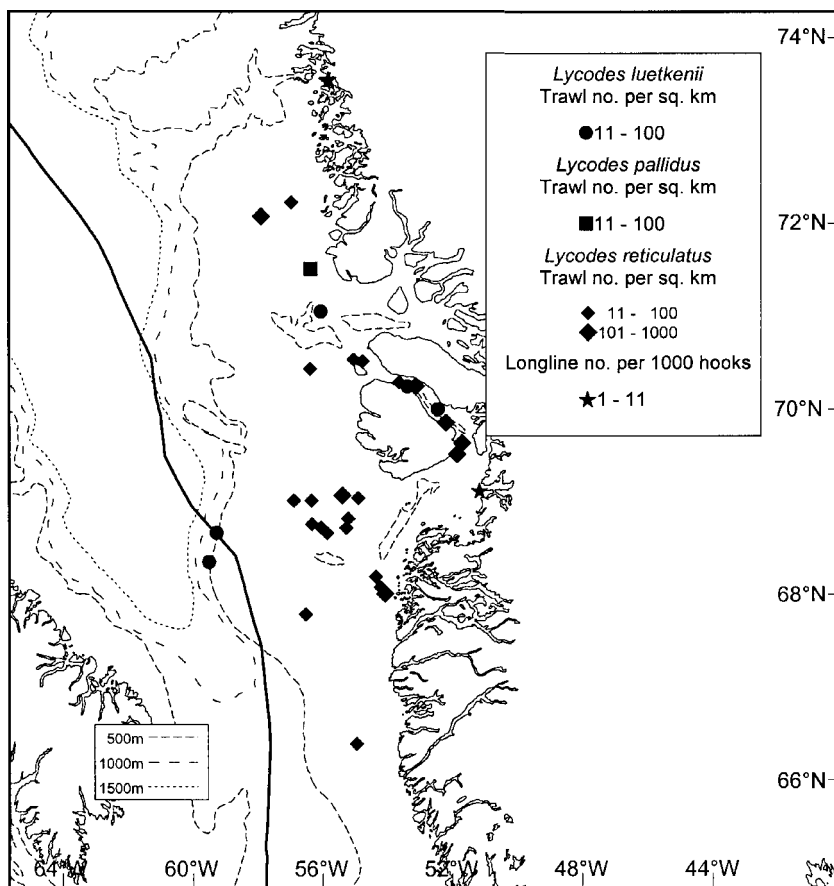 74°N
72°N
70°N
68°N
66°N
Lycodes luetkenii
Trawl no. per sq. km
11 - 100
Lycodes pallidus
Trawl no. per sq. km
11 - 100
Lycodes reticulatus
Trawl no. per sq. km
11 - 100
101 - 1000
Longline no. per 1000 hooks
1 - 11
500m
1000m
1500m
64°W 60°W 56°W 52°W 48°W 44°W